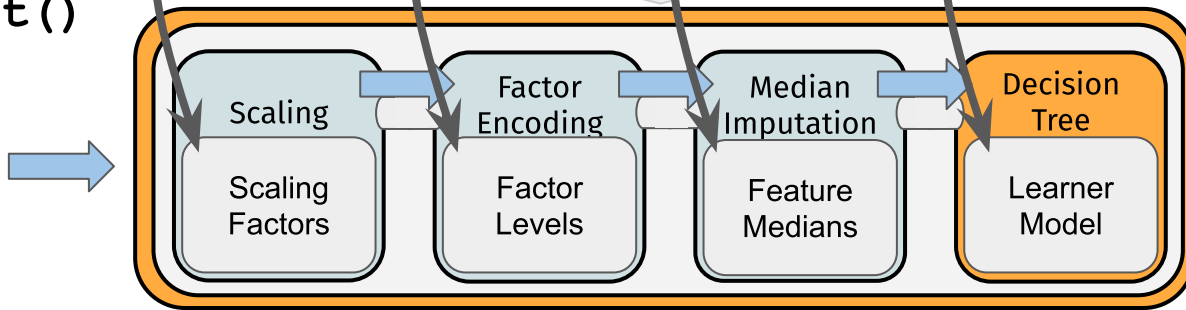 t()
Scaling
Scaling
Factors
Factor
Encoding
Factor
Levels
Median
Imputation
Feature
Medians
Decision
Tree
Learner
Model